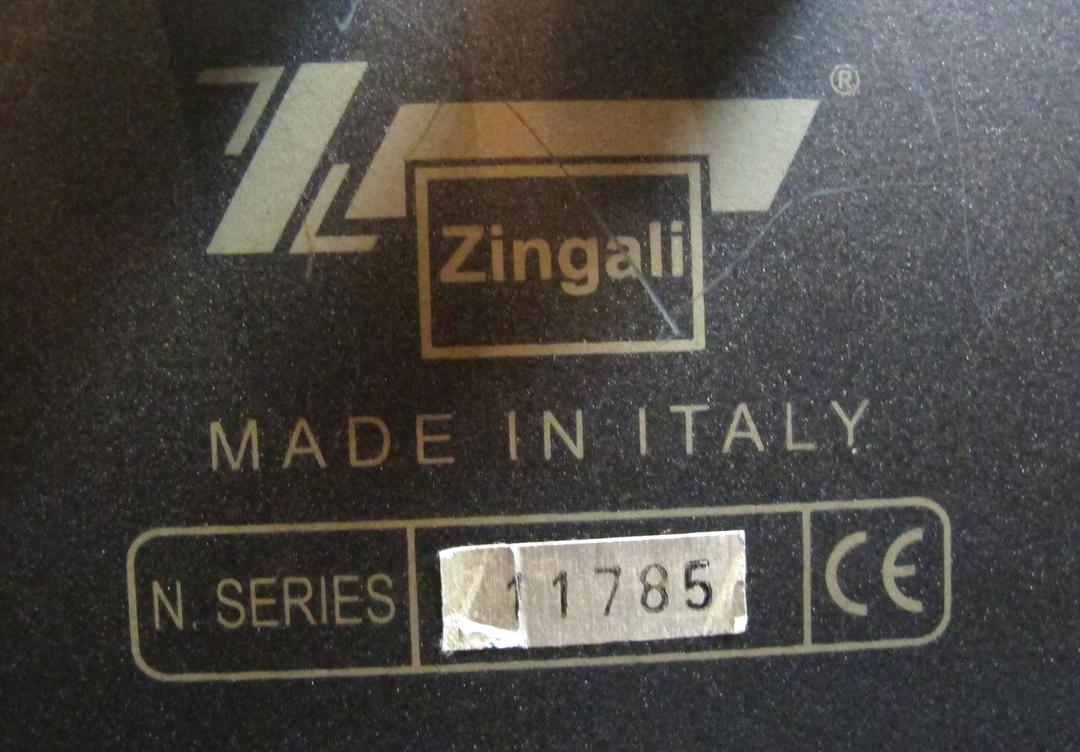 ®
Zingali
MADE IN ITALY
N. SERIES 11785 CE